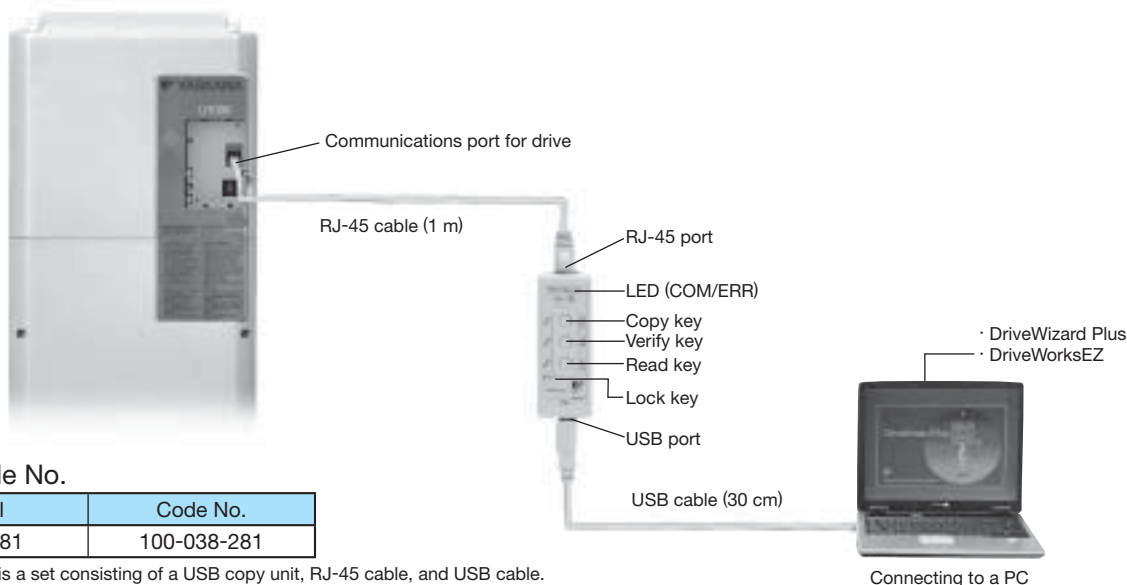 YASKAWA
Communications port for drive
RJ-45 cable (1 m)
RJ-45 port
LED (COM/ERR)
Copy key
Verify key
Read key
Lock key
USB port
USB cable (30 cm)
· DriveWizard Plus
· DriveWorksEZ
Connecting to a PC
le No.
l Code No.
81 100-038-281
is a set consisting of a USB copy unit, RJ-45 cable, and USB cable.